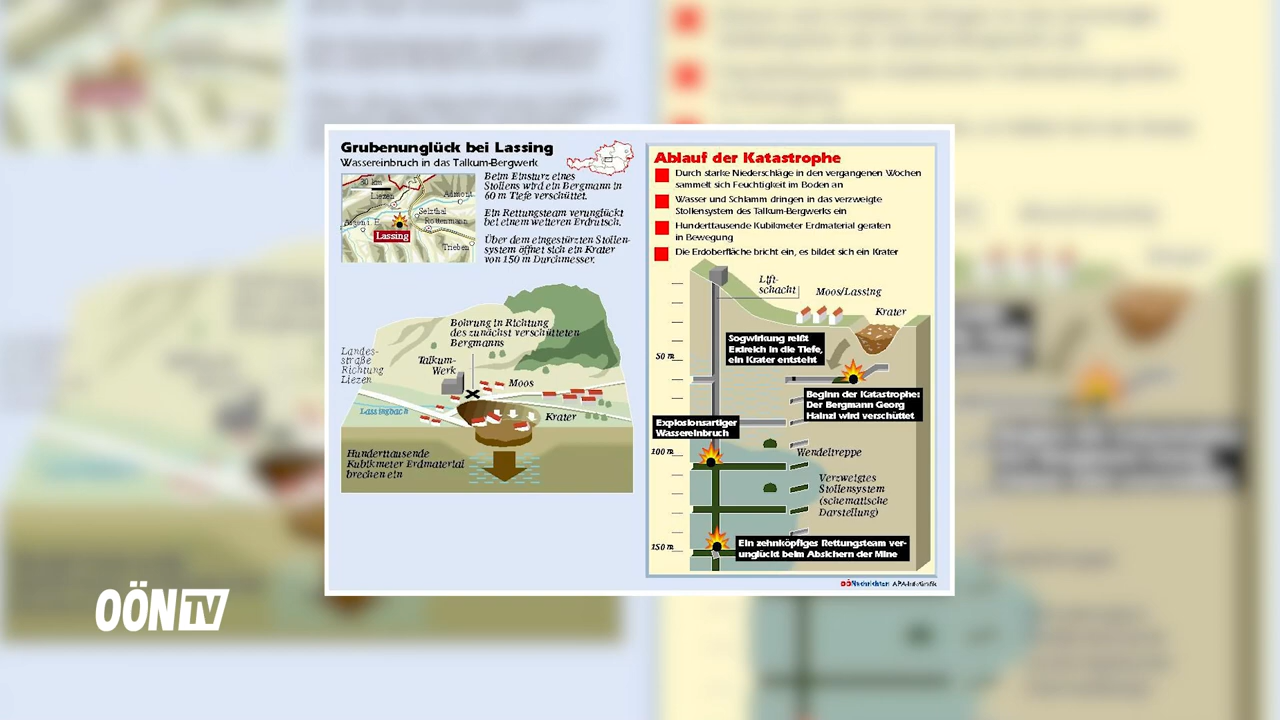 Grubenunglück bei Lassing
Wassereinbruch in das Talkum-Bergwerk
Beim Einsturz eines
Stollens wird ein Bergmann in
60 m Tiefe verschüttet.
Ein Rettungsteam verunglückt
bei einem weiteren Erdrutsch.
Über dem eingestürzten Stollen-
system öffnet sich ein Krater
von 150 m Durchmesser.
30 km
Liezen
Admont
Selzthal
Rottenmann
Lassing
Trieben
Bohrung in Richtung
des zunächst verschütteten
Bergmanns
Landes-
straße
Richtung
Liezen
Talkum-
Werk
Moos
Lassingbach
Krater
Hunderttausende
Kubikmeter Erdmaterial
brechen ein
Ablauf der Katastrophe
Durch starke Niederschläge in den vergangenen Wochen
sammelt sich Feuchtigkeit im Boden an
Wasser und Schlamm dringen in das verzweigte
Stollensystem des Talkum-Bergwerks ein
Hunderttausende Kubikmeter Erdmaterial geraten
in Bewegung
Die Erdoberfläche bricht ein, es bildet sich ein Krater
Lift-
schacht
Moos/Lassing
Krater
Sogwirkung reißt
Erdreich in die Tiefe,
ein Krater entsteht
50 m
Beginn der Katastrophe:
Der Bergmann Georg
Hainzl wird verschüttet
Explosionsartiger
Wassereinbruch
100 m
Wendeltreppe
Verzweigtes
Stollensystem
(schematische
Darstellung)
150 m
Ein zehnköpfiges Rettungsteam ver-
unglückt beim Absichern der Mine
OÖNachrichten APA-Infografik
OÖN TV